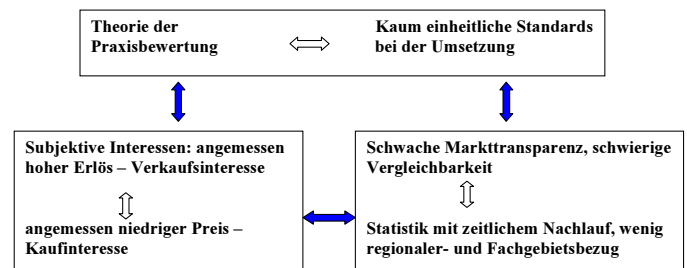 Theorie der
Praxisbewertung
Kaum einheitliche Standards
bei der Umsetzung
Subjektive Interessen: angemessen
hoher Erlös – Verkaufsinteresse
angemessen niedriger Preis –
Kaufinteresse
Schwache Markttransparenz, schwierige
Vergleichbarkeit
Statistik mit zeitlichem Nachlauf, wenig
regionaler- und Fachgebietsbezug